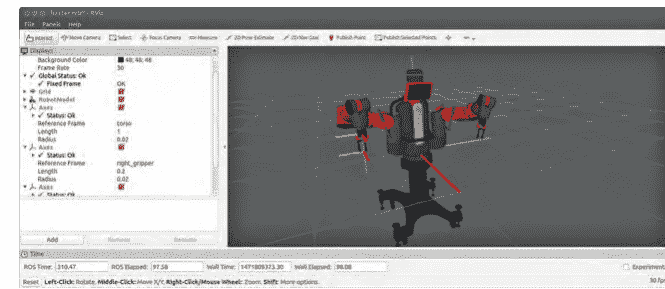 File Panels Help
Interact Move Camera Select Focus Camera Measure 2D Pose Estimate 2D Nav Goal Publish Point Publish Selected Points
Displays
Background Color 48; 48; 48
Frame Rate 30
Global Status: Ok
Fixed Frame OK
Grid
RobotModel
Axes
Status: Ok
Reference Frame torso
Length 1
Radius 0.02
Axes
Status: Ok
Reference Frame right_gripper
Length 0.2
Radius 0.02
Axes
Status: Ok
Add Remove Rename
Time
ROS Time: 310.47 ROS Elapsed: 97.58 Wall Time: 1471809373.30 Wall Elapsed: 98.08 Experimental
Reset Left-Click: Rotate. Middle-Click: Move X/Y. Right-Click/Mouse Wheel: Zoom. Shift: More options. 30 fps